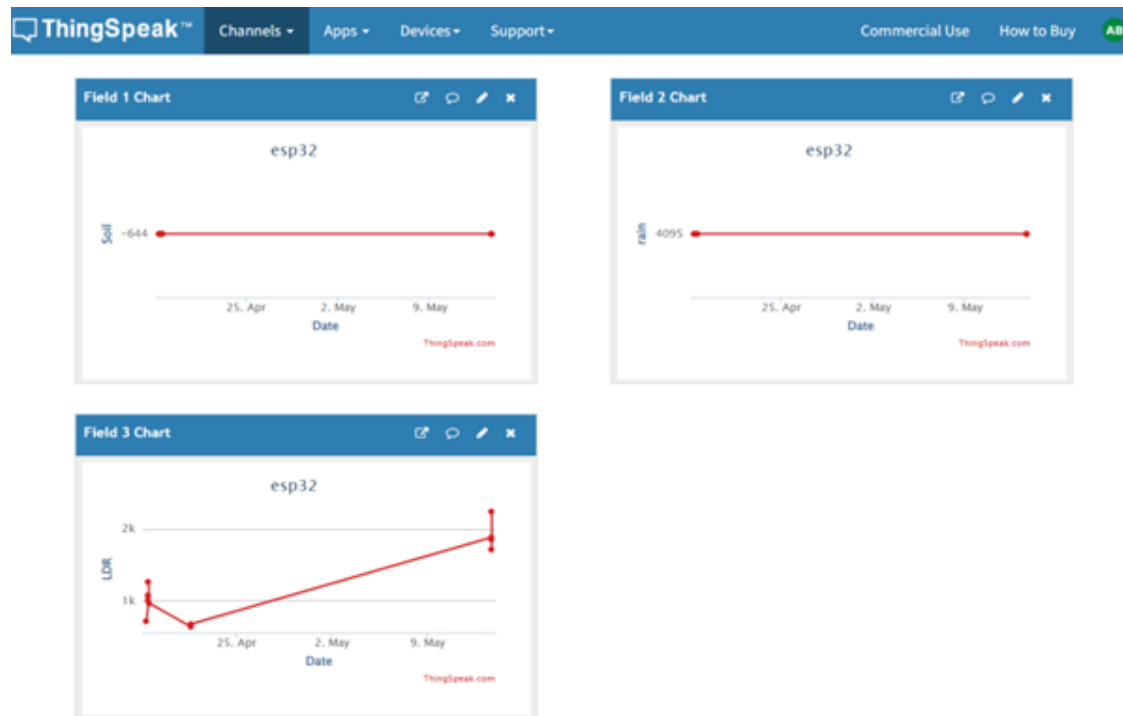 ThingSpeak™ Channels Apps Devices Support Commercial Use How to Buy AB
Field 1 Chart
esp32
Soil
-644
25. Apr 2. May 9. May
Date
ThingSpeak.com
Field 2 Chart
esp32
rain
4095
25. Apr 2. May 9. May
Date
ThingSpeak.com
Field 3 Chart
esp32
LDR
2k
1k
25. Apr 2. May 9. May
Date
ThingSpeak.com